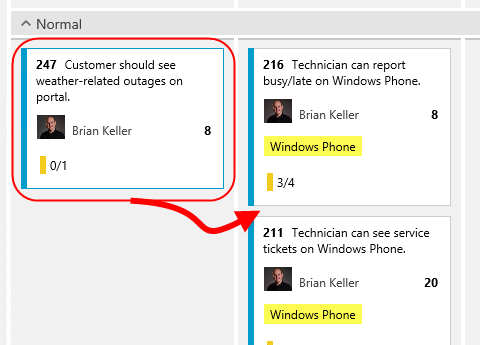 Normal
247 Customer should see
weather-related outages on
portal.
Brian Keller 8
0/1
216 Technician can report
busy/late on Windows Phone.
Brian Keller 8
Windows Phone
3/4
211 Technician can see service
tickets on Windows Phone.
Brian Keller 20
Windows Phone